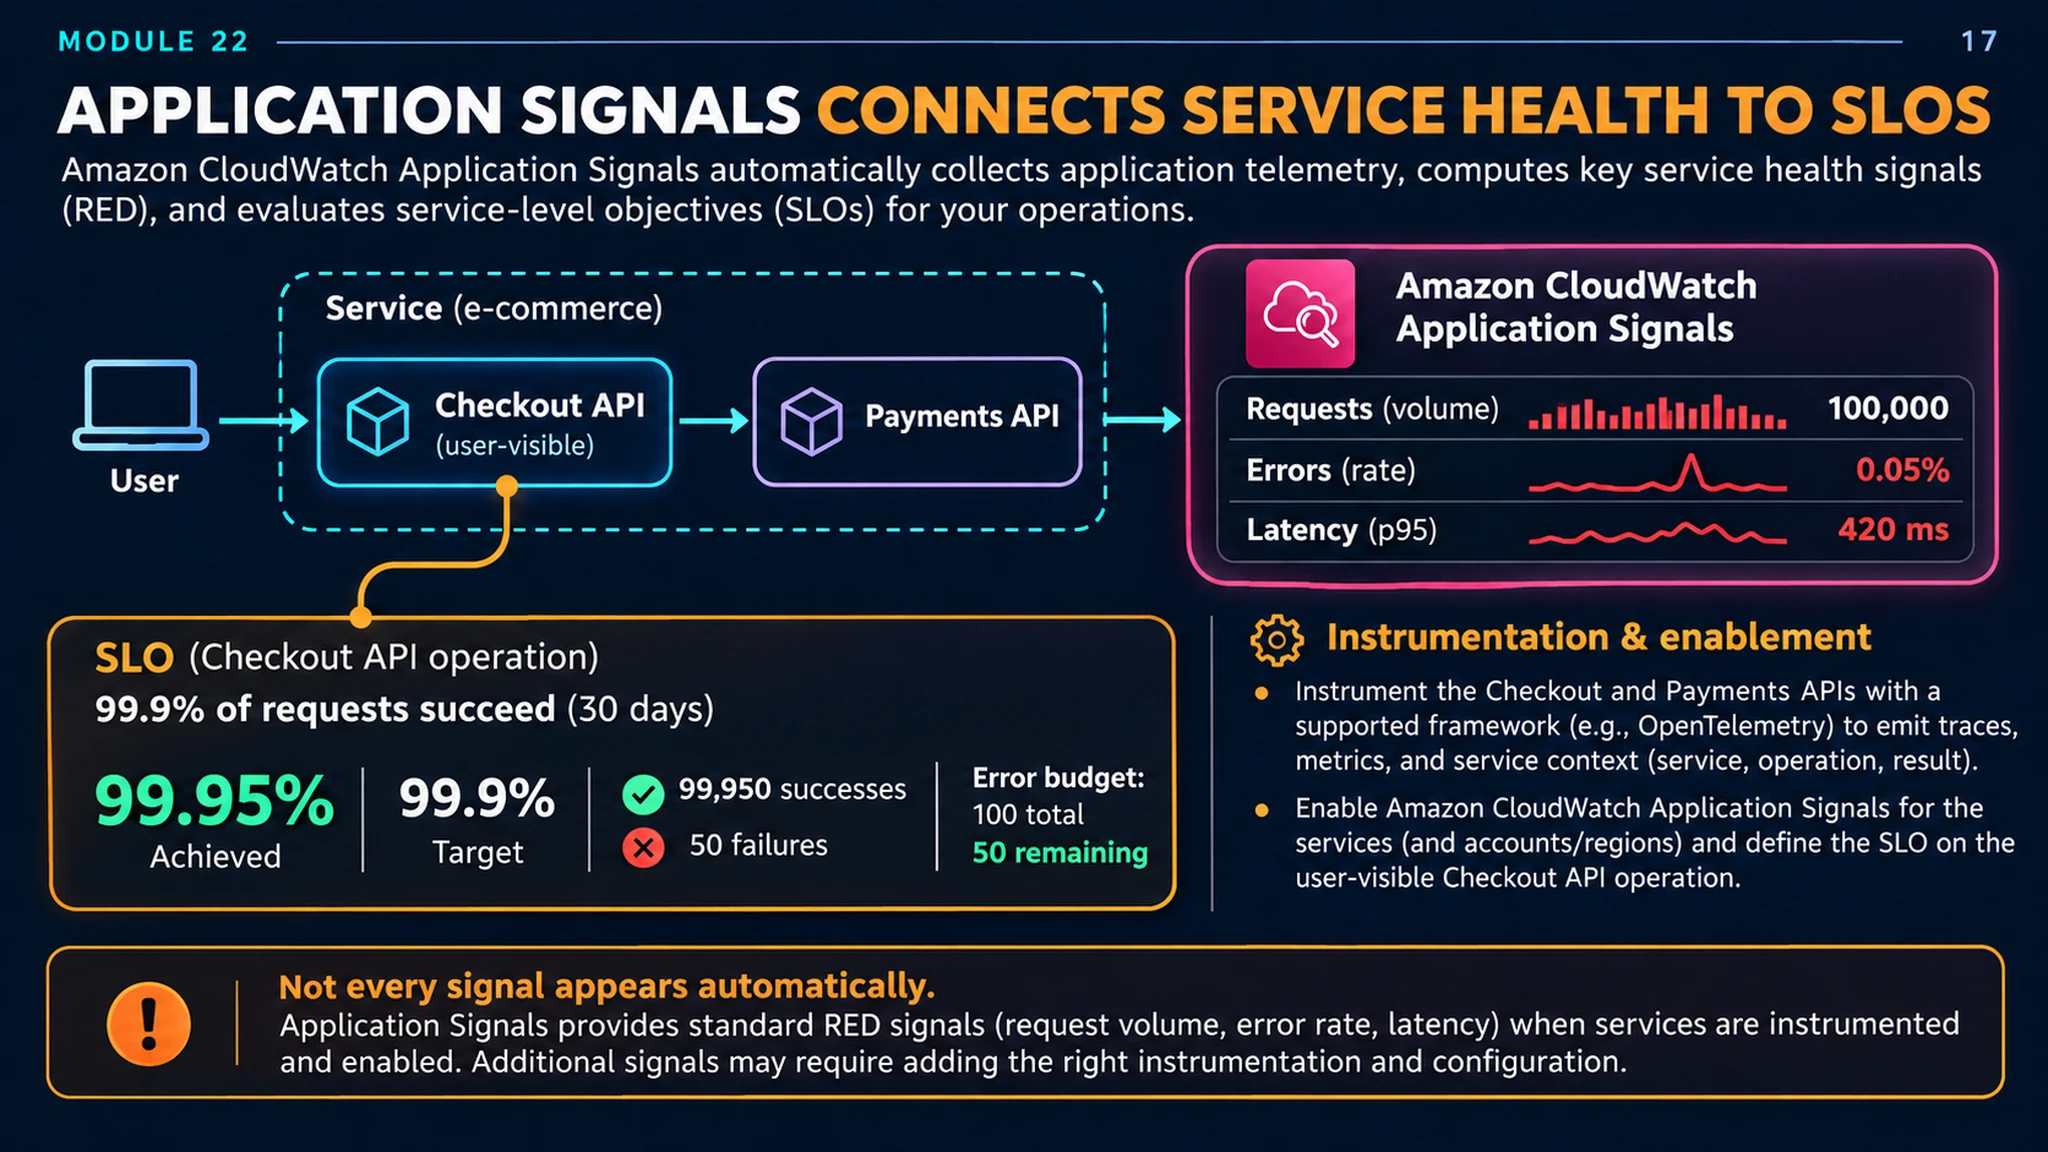 MODULE 22
17
APPLICATION SIGNALS CONNECTS SERVICE HEALTH TO SLOS
Amazon CloudWatch Application Signals automatically collects application telemetry, computes key service health signals
(RED), and evaluates service-level objectives (SLOs) for your operations.
User
Service (e-commerce)
Checkout API
(user-visible)
Payments API
Amazon CloudWatch
Application Signals
Requests (volume) 100,000
Errors (rate) 0.05%
Latency (p95) 420 ms
SLO (Checkout API operation)
99.9% of requests succeed (30 days)
99.95%
Achieved
99.9%
Target
99,950 successes
50 failures
Error budget:
100 total
50 remaining
Instrumentation & enablement
• Instrument the Checkout and Payments APIs with a
supported framework (e.g., OpenTelemetry) to emit traces,
metrics, and service context (service, operation, result).
• Enable Amazon CloudWatch Application Signals for the
services (and accounts/regions) and define the SLO on the
user-visible Checkout API operation.
Not every signal appears automatically.
Application Signals provides standard RED signals (request volume, error rate, latency) when services are instrumented
and enabled. Additional signals may require adding the right instrumentation and configuration.